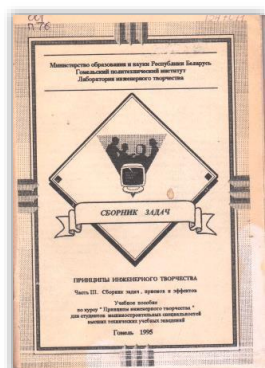 001
П 76
Министерство образования и науки Республики Беларусь
Гомельский политехнический институт
Лаборатория инженерного творчества
СБОРНИК ЗАДАЧ
ПРИНЦИПЫ ИНЖЕНЕРНОГО ТВОРЧЕСТВА
Часть III. Сборник задач, приемов и эффектов
Учебное пособие
по курсу "Принципы инженерного творчества"
для студентов машиностроительных специальностей
высших технических учебных заведений
Гомель 1995